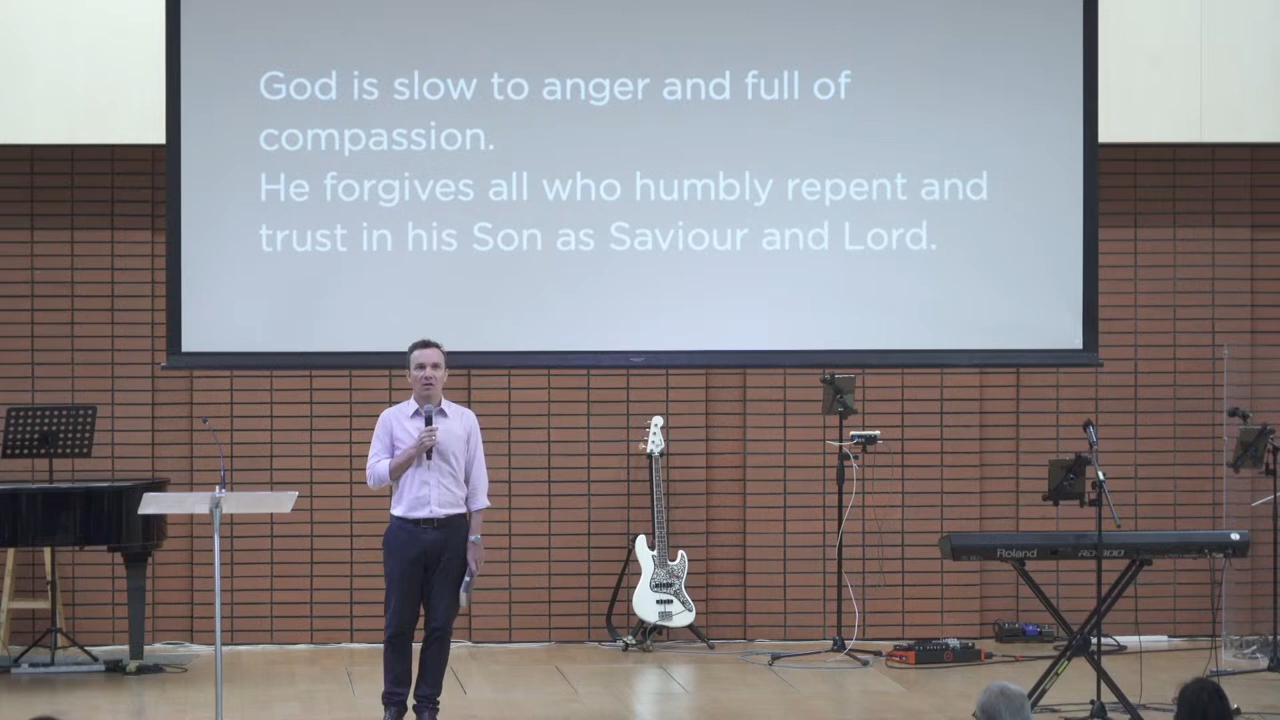 God is slow to anger and full of
compassion.
He forgives all who humbly repent and
trust in his Son as Saviour and Lord.
Roland